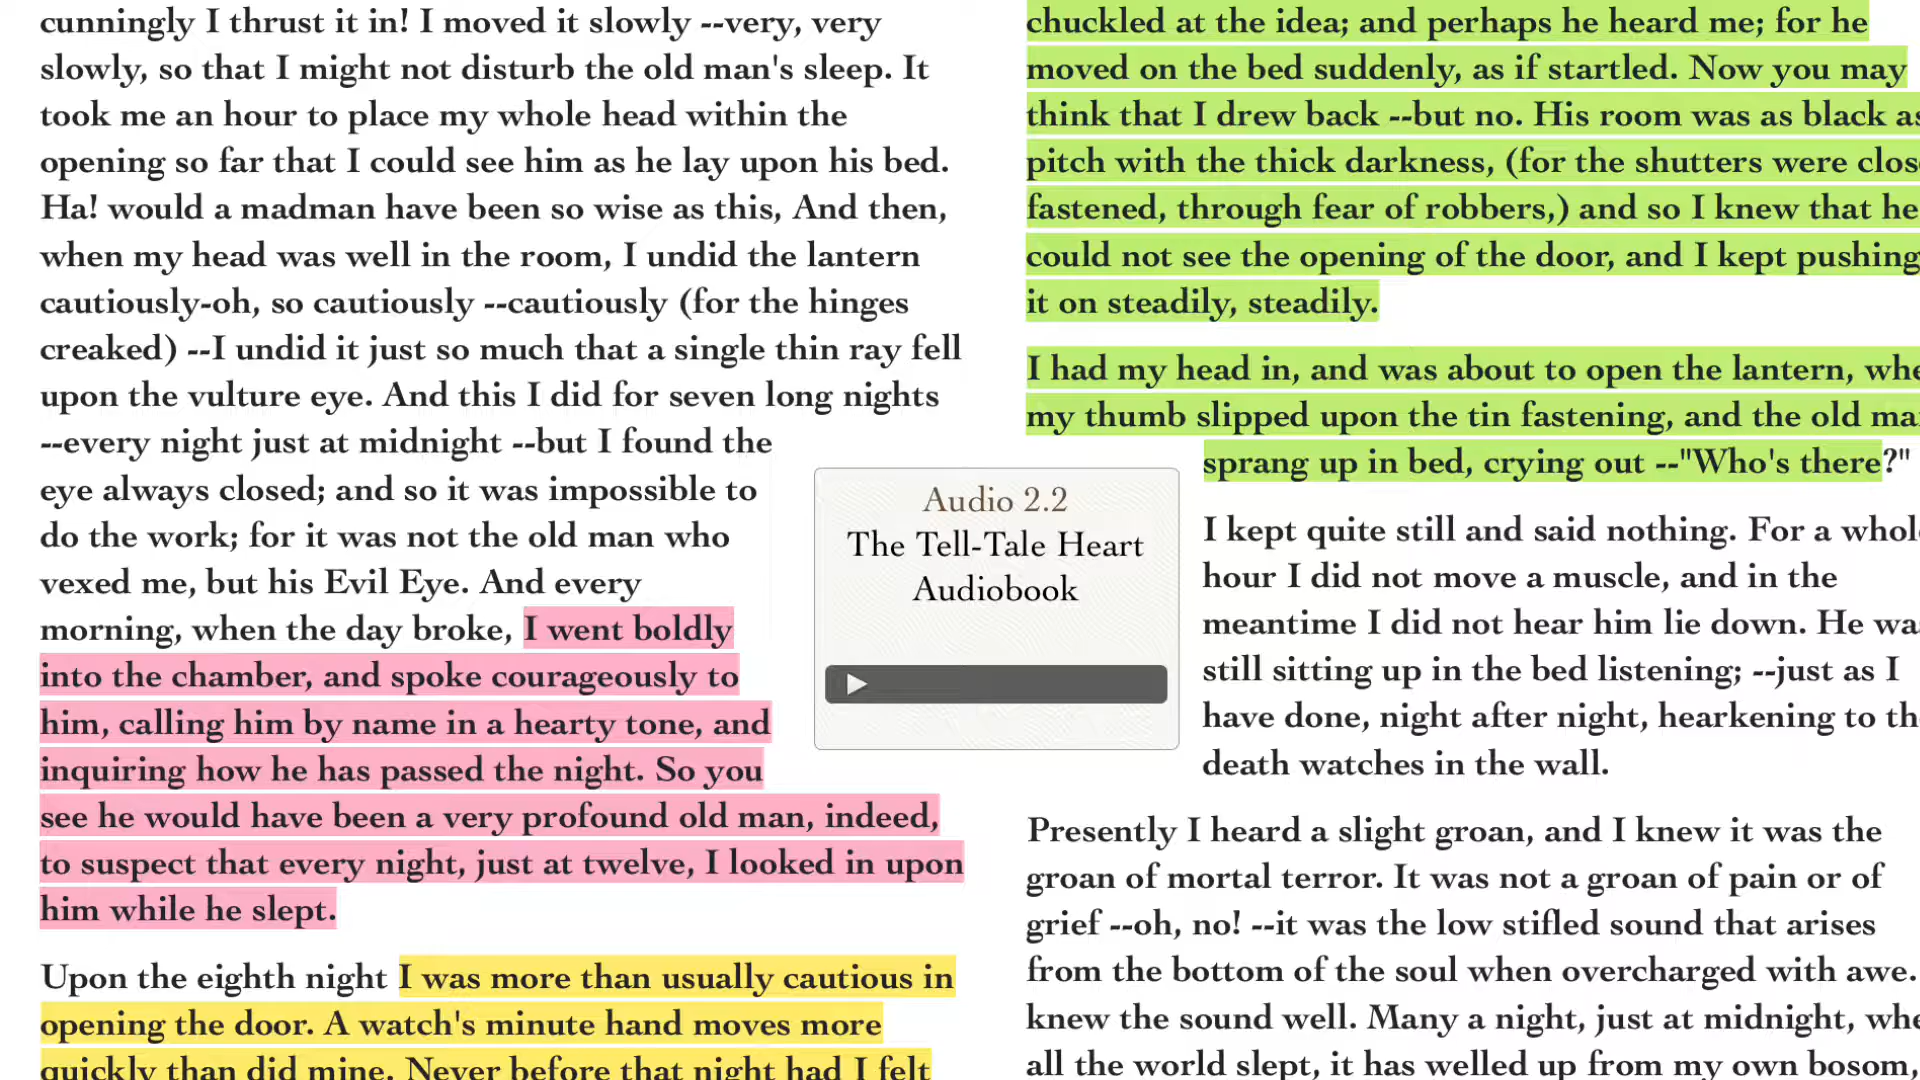 cunningly I thrust it in! I moved it slowly --very, very
slowly, so that I might not disturb the old man's sleep. It
took me an hour to place my whole head within the
opening so far that I could see him as he lay upon his bed.
Ha! would a madman have been so wise as this, And then,
when my head was well in the room, I undid the lantern
cautiously-oh, so cautiously --cautiously (for the hinges
creaked) --I undid it just so much that a single thin ray fell
upon the vulture eye. And this I did for seven long nights
--every night just at midnight --but I found the
eye always closed; and so it was impossible to
do the work; for it was not the old man who
vexed me, but his Evil Eye. And every
morning, when the day broke, I went boldly
into the chamber, and spoke courageously to
him, calling him by name in a hearty tone, and
inquiring how he has passed the night. So you
see he would have been a very profound old man, indeed,
to suspect that every night, just at twelve, I looked in upon
him while he slept.
Upon the eighth night I was more than usually cautious in
opening the door. A watch's minute hand moves more
quickly than did mine. Never before that night had I felt
Audio 2.2
The Tell-Tale Heart
Audiobook
chuckled at the idea; and perhaps he heard me; for he
moved on the bed suddenly, as if startled. Now you may
think that I drew back --but no. His room was as black as
pitch with the thick darkness, (for the shutters were clos
fastened, through fear of robbers,) and so I knew that he
could not see the opening of the door, and I kept pushing
it on steadily, steadily.
I had my head in, and was about to open the lantern, whe
my thumb slipped upon the tin fastening, and the old ma
sprang up in bed, crying out --"Who's there?"
I kept quite still and said nothing. For a whol
hour I did not move a muscle, and in the
meantime I did not hear him lie down. He was
still sitting up in the bed listening; --just as I
have done, night after night, hearkening to th
death watches in the wall.
Presently I heard a slight groan, and I knew it was the
groan of mortal terror. It was not a groan of pain or of
grief --oh, no! --it was the low stifled sound that arises
from the bottom of the soul when overcharged with awe.
knew the sound well. Many a night, just at midnight, whe
all the world slept, it has welled up from my own bosom,